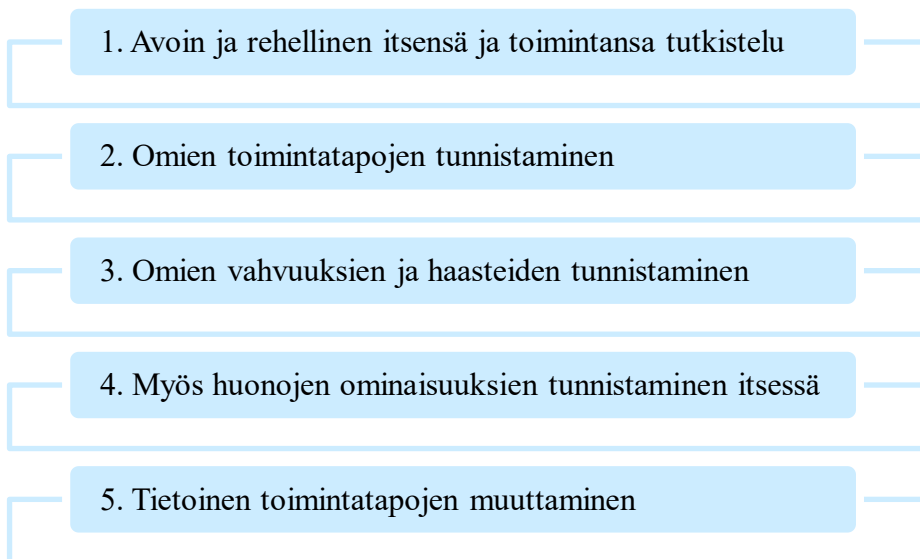 1. Avoin ja rehellinen itsensä ja toimintansa tutkistelu
2. Omien toimintatapojen tunnistaminen
3. Omien vahvuuksien ja haasteiden tunnistaminen
4. Myös huonojen ominaisuuksien tunnistaminen itsessä
5. Tietoinen toimintatapojen muuttaminen